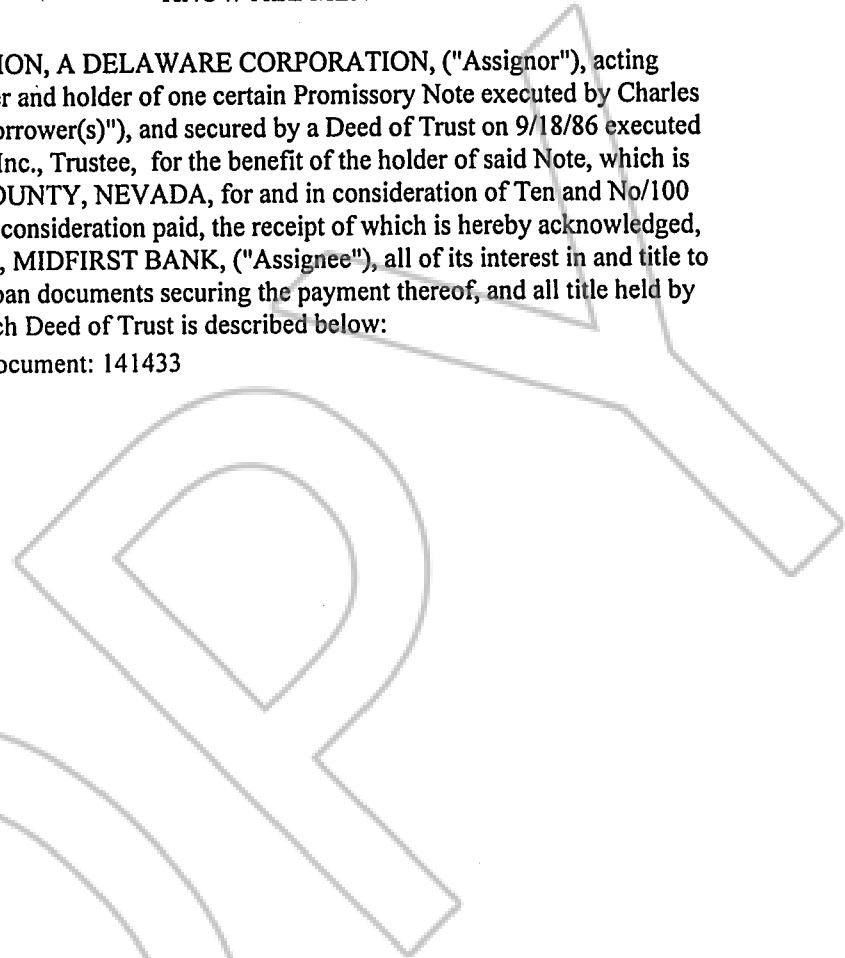 ION, A DELAWARE CORPORATION, ("Assignor"), acting
r and holder of one certain Promissory Note executed by Charles
orrower(s)"), and secured by a Deed of Trust on 9/18/86 executed
Inc., Trustee, for the benefit of the holder of said Note, which is
OUNTY, NEVADA, for and in consideration of Ten and No/100
consideration paid, the receipt of which is hereby acknowledged,
, MIDFIRST BANK, ("Assignee"), all of its interest in and title to
oan documents securing the payment thereof, and all title held by
ch Deed of Trust is described below:
ocument: 141433
PY